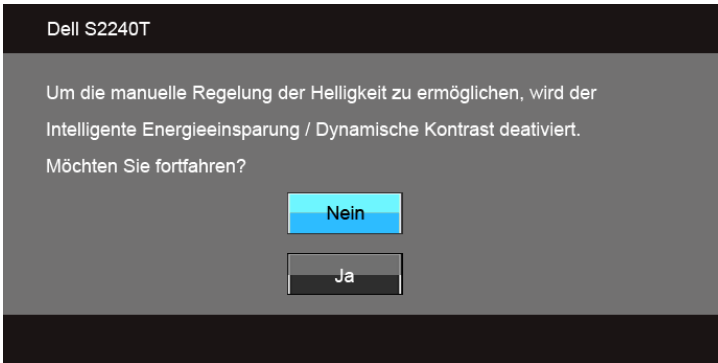 Dell S2240T
Um die manuelle Regelung der Helligkeit zu ermöglichen, wird der
Intelligente Energieeinsparung / Dynamische Kontrast deativiert.
Möchten Sie fortfahren?
Nein
Ja